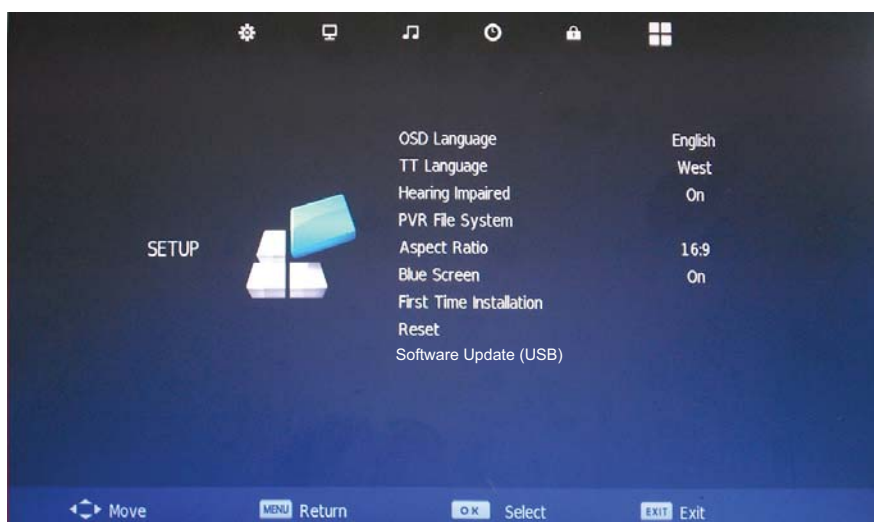 OSD Language English
TT Language West
Hearing Impaired On
PVR File System
SETUP
Aspect Ratio 16:9
Blue Screen On
First Time Installation
Reset
Software Update (USB)
Move MENU Return OK Select EXIT Exit